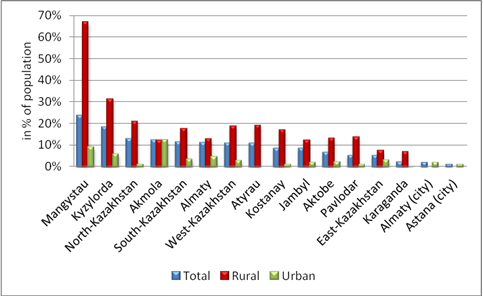 in % of population
70%
60%
50%
40%
30%
20%
10%
0%
Mangystau
Kyzylorda
North-Kazakhstan
Akmola
South-Kazakhstan
Almaty
West-Kazakhstan
Atyrau
Kostanay
Jambyl
Aktobe
Pavlodar
East-Kazakhstan
Karaganda
Almaty (city)
Astana (city)
Total Rural Urban